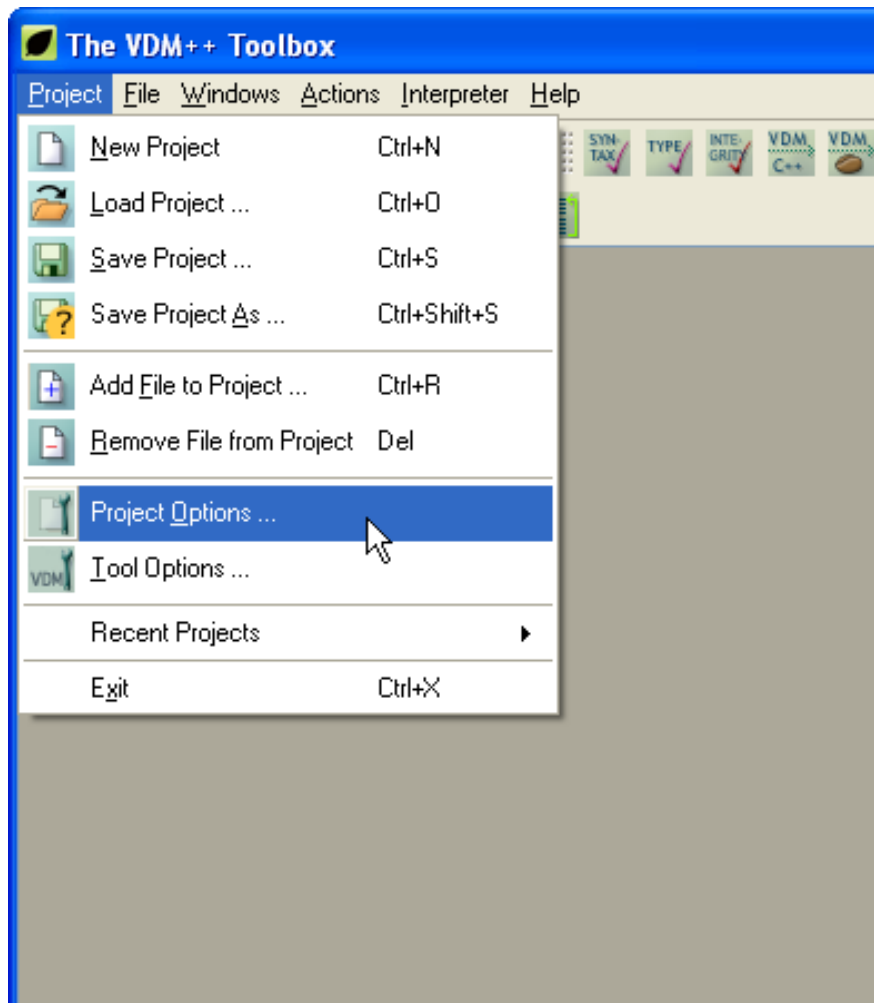 The VDM++ Toolbox
Project File Windows Actions Interpreter Help
New Project Ctrl+N
SYN-
TAX
TYPE
INTE-
GRITY
VDM
C++
VDM
Load Project ... Ctrl+O
Save Project ... Ctrl+S
Save Project As ... Ctrl+Shift+S
Add File to Project ... Ctrl+R
Remove File from Project Del
Project Options ...
VDM Tool Options ...
Recent Projects
Exit Ctrl+X